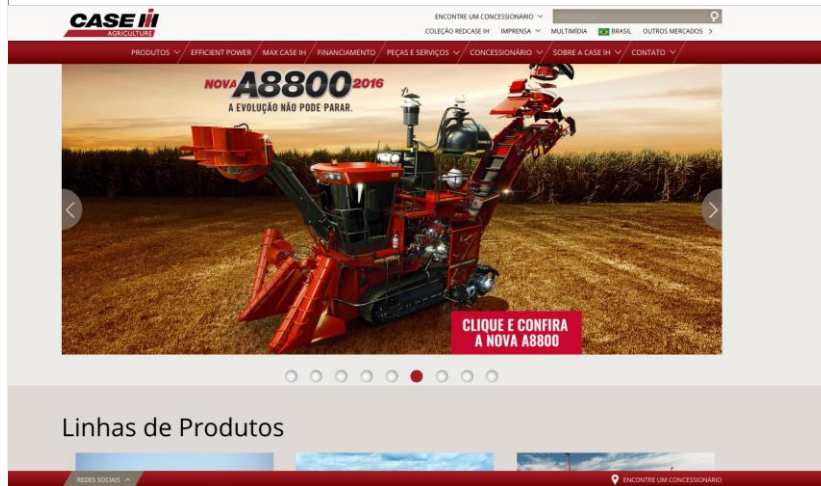 CASE IH
AGRICULTURE
ENCONTRE UM CONCESSIONÁRIO
COLEÇÃO REDCASE IH IMPRENSA MULTIMÍDIA BRASIL OUTROS MERCADOS
PRODUTOS EFFICIENT POWER MAX CASE IH FINANCIAMENTO PEÇAS E SERVIÇOS CONCESSIONÁRIO SOBRE A CASE IH CONTATO
NOVA A8800 2016
A EVOLUÇÃO NÃO PODE PARAR.
CLIQUE E CONFIRA
A NOVA A8800
Linhas de Produtos
REDES SOCIAIS ENCONTRE UM CONCESSIONÁRIO